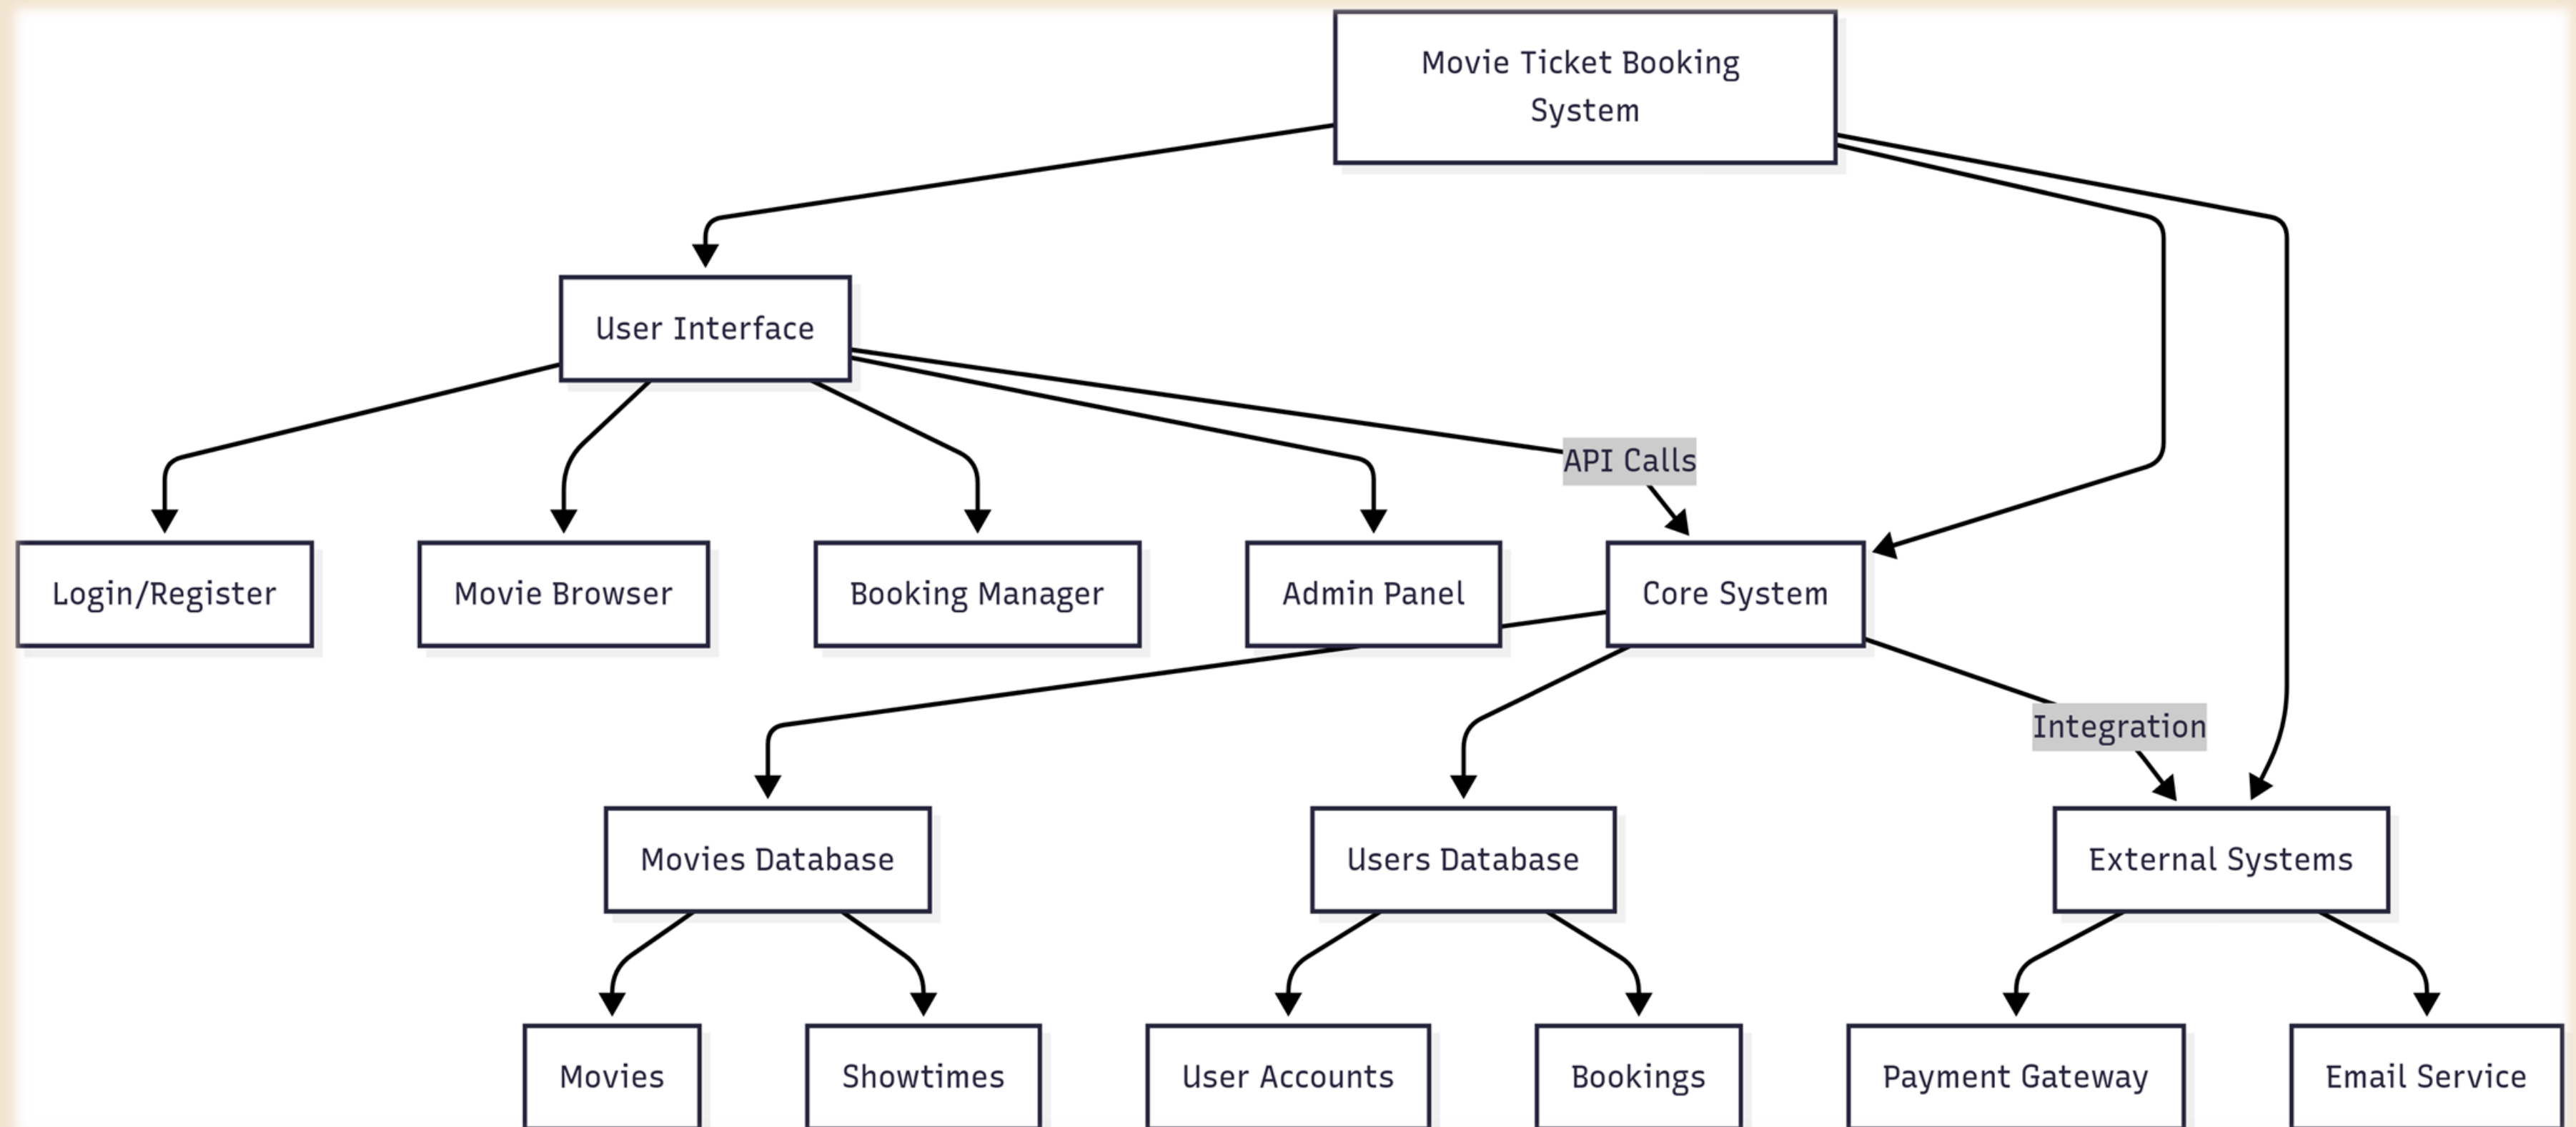 Movie Ticket Booking
System
User Interface
API Calls
Login/Register
Movie Browser
Booking Manager
Admin Panel
Core System
Integration
Movies Database
Users Database
External Systems
Movies
Showtimes
User Accounts
Bookings
Payment Gateway
Email Service